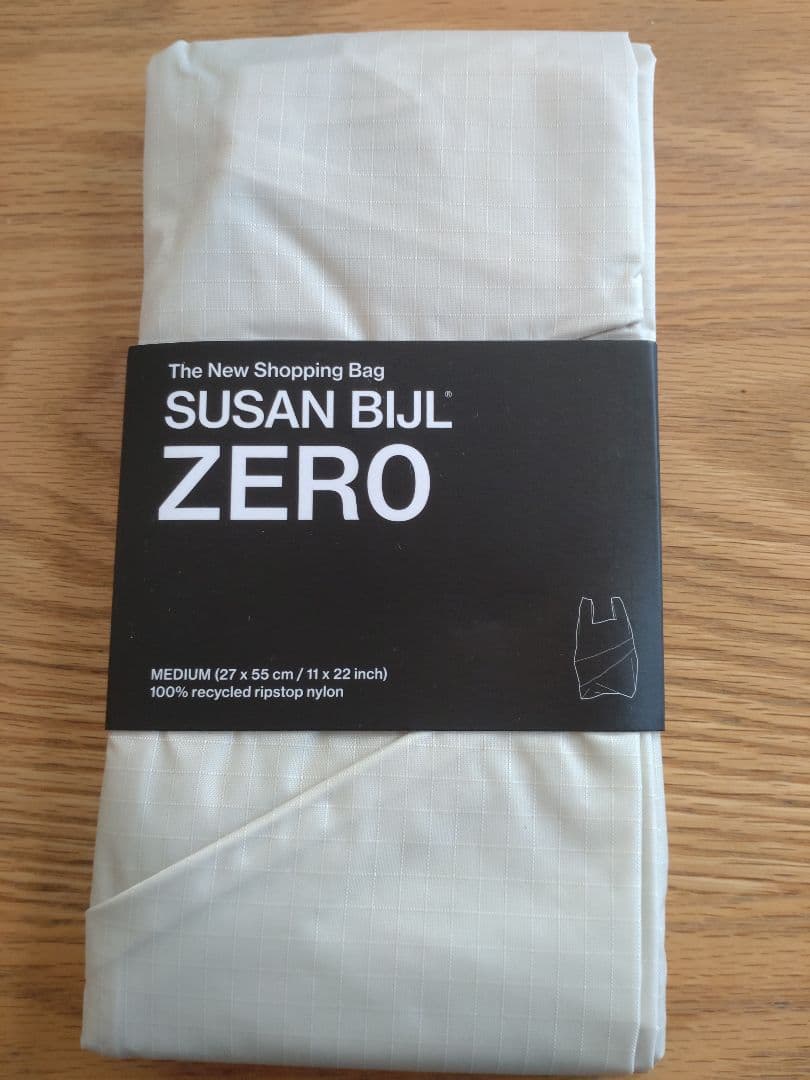 The New Shopping Bag
SUSAN BIJL®
ZERO
MEDIUM (27 x 55 cm / 11 x 22 inch)
100% recycled ripstop nylon